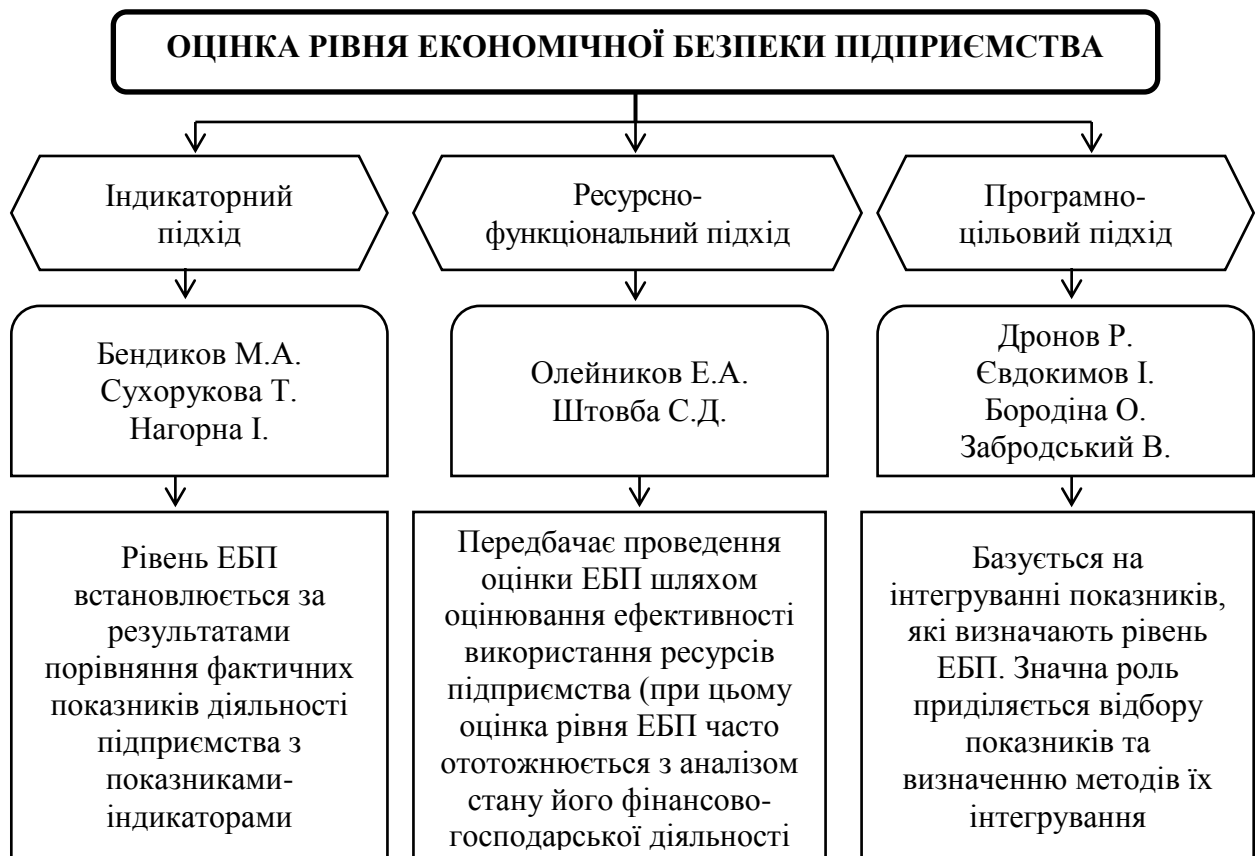 ОЦІНКА РІВНЯ ЕКОНОМІЧНОЇ БЕЗПЕКИ ПІДПРИЄМСТВА
Індикаторний
підхід
Ресурсно-
функціональний підхід
Програмно-
цільовий підхід
Бендиков М.А.
Сухорукова Т.
Нагорна І.
Олейников Е.А.
Штовба С.Д.
Дронов Р.
Євдокимов І.
Бородіна О.
Забродський В.
Рівень ЕБП
встановлюється за
результатами
порівняння фактичних
показників діяльності
підприємства з
показниками-
індикаторами
Передбачає проведення
оцінки ЕБП шляхом
оцінювання ефективності
використання ресурсів
підприємства (при цьому
оцінка рівня ЕБП часто
ототожнюється з аналізом
стану його фінансово-
господарської діяльності
Базується на
інтегруванні показників,
які визначають рівень
ЕБП. Значна роль
приділяється відбору
показників та
визначенню методів їх
інтегрування